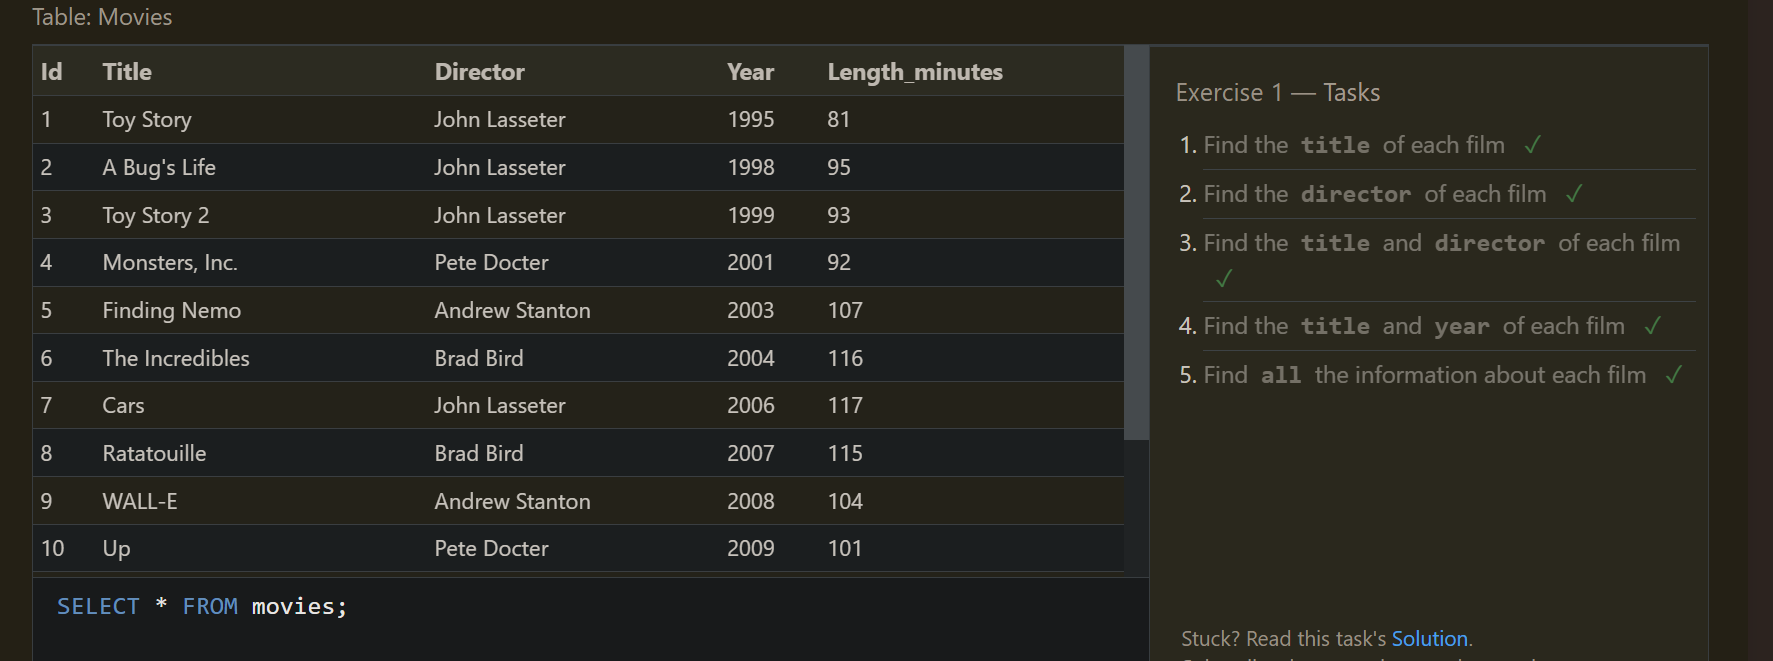 Table: Movies
Id Title Director Year Length_minutes
1 Toy Story John Lasseter 1995 81
2 A Bug's Life John Lasseter 1998 95
3 Toy Story 2 John Lasseter 1999 93
4 Monsters, Inc. Pete Docter 2001 92
5 Finding Nemo Andrew Stanton 2003 107
6 The Incredibles Brad Bird 2004 116
7 Cars John Lasseter 2006 117
8 Ratatouille Brad Bird 2007 115
9 WALL-E Andrew Stanton 2008 104
10 Up Pete Docter 2009 101
SELECT * FROM movies;
Exercise 1 — Tasks
1. Find the title of each film ✓
2. Find the director of each film ✓
3. Find the title and director of each film
✓
4. Find the title and year of each film ✓
5. Find all the information about each film ✓
Stuck? Read this task's Solution.